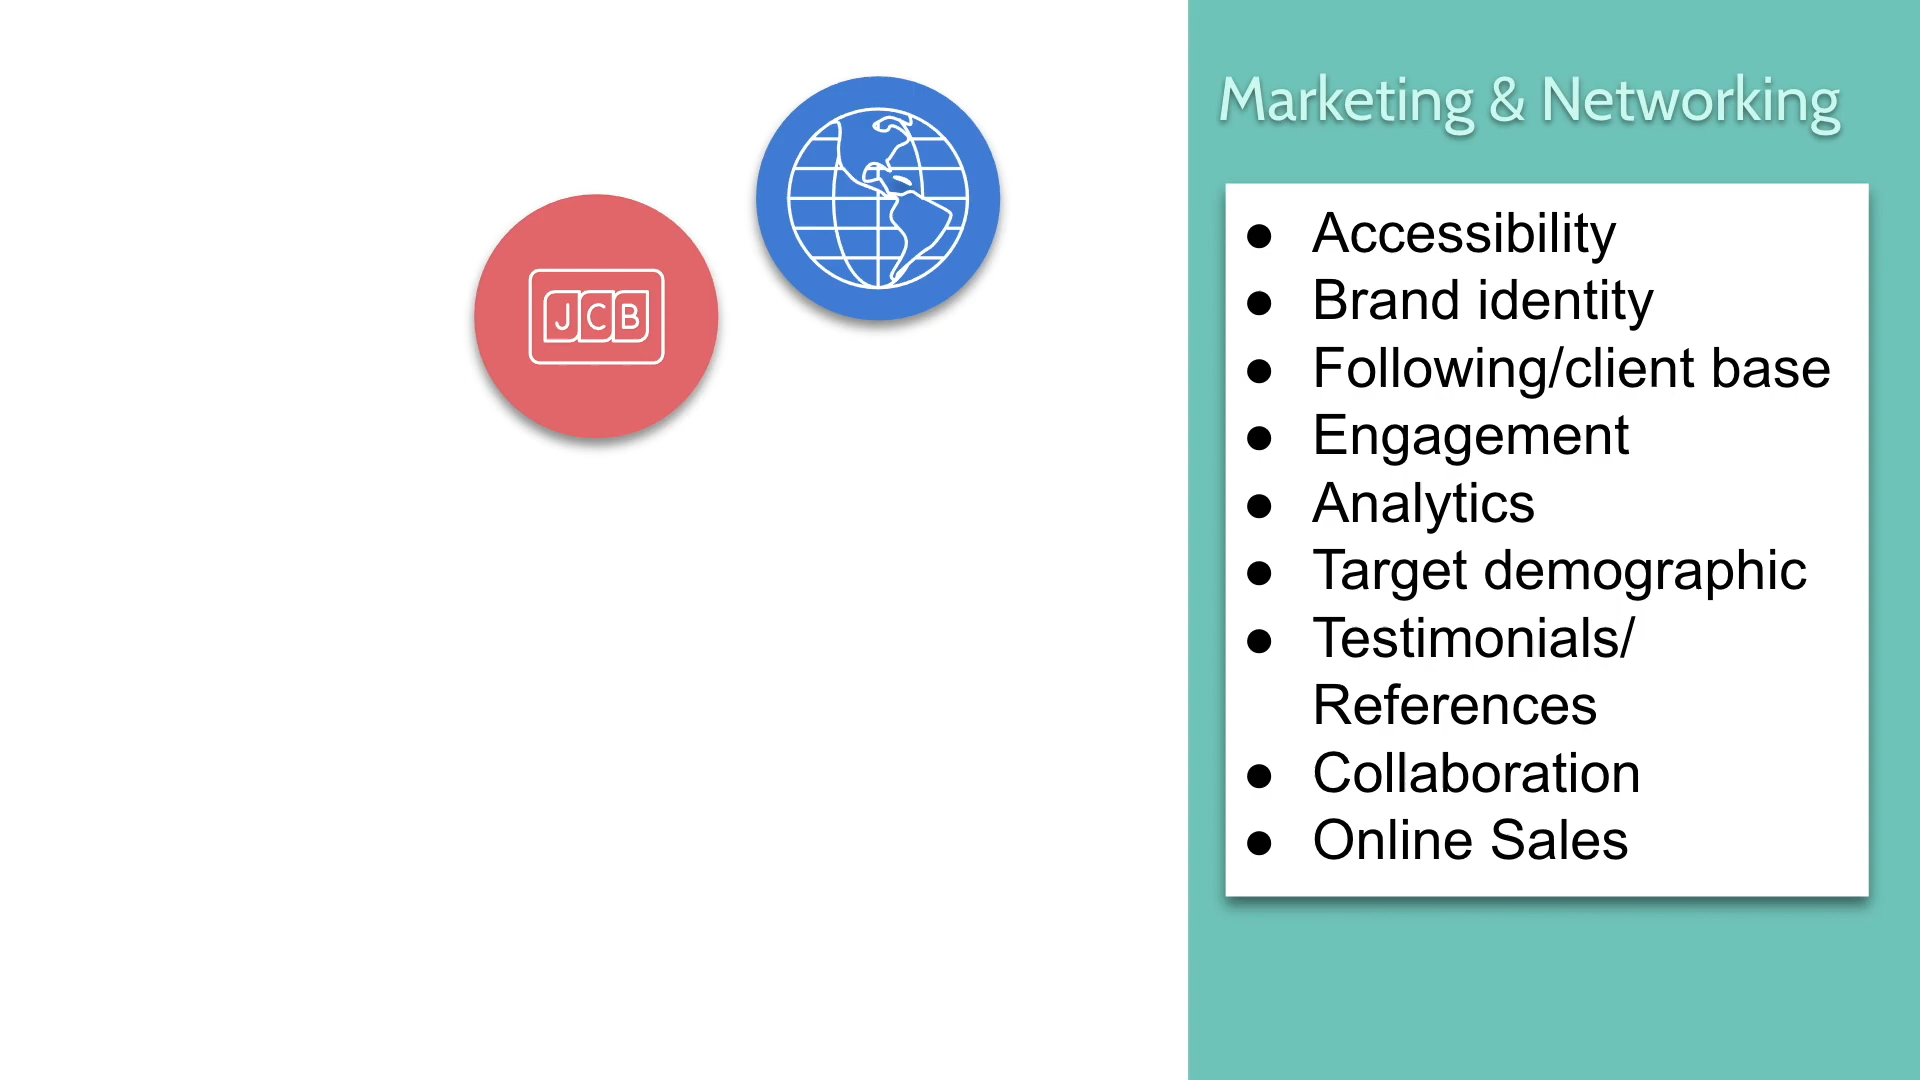 Marketing & Networking
JCB
● Accessibility
● Brand identity
● Following/client base
● Engagement
● Analytics
● Target demographic
● Testimonials/
References
● Collaboration
● Online Sales